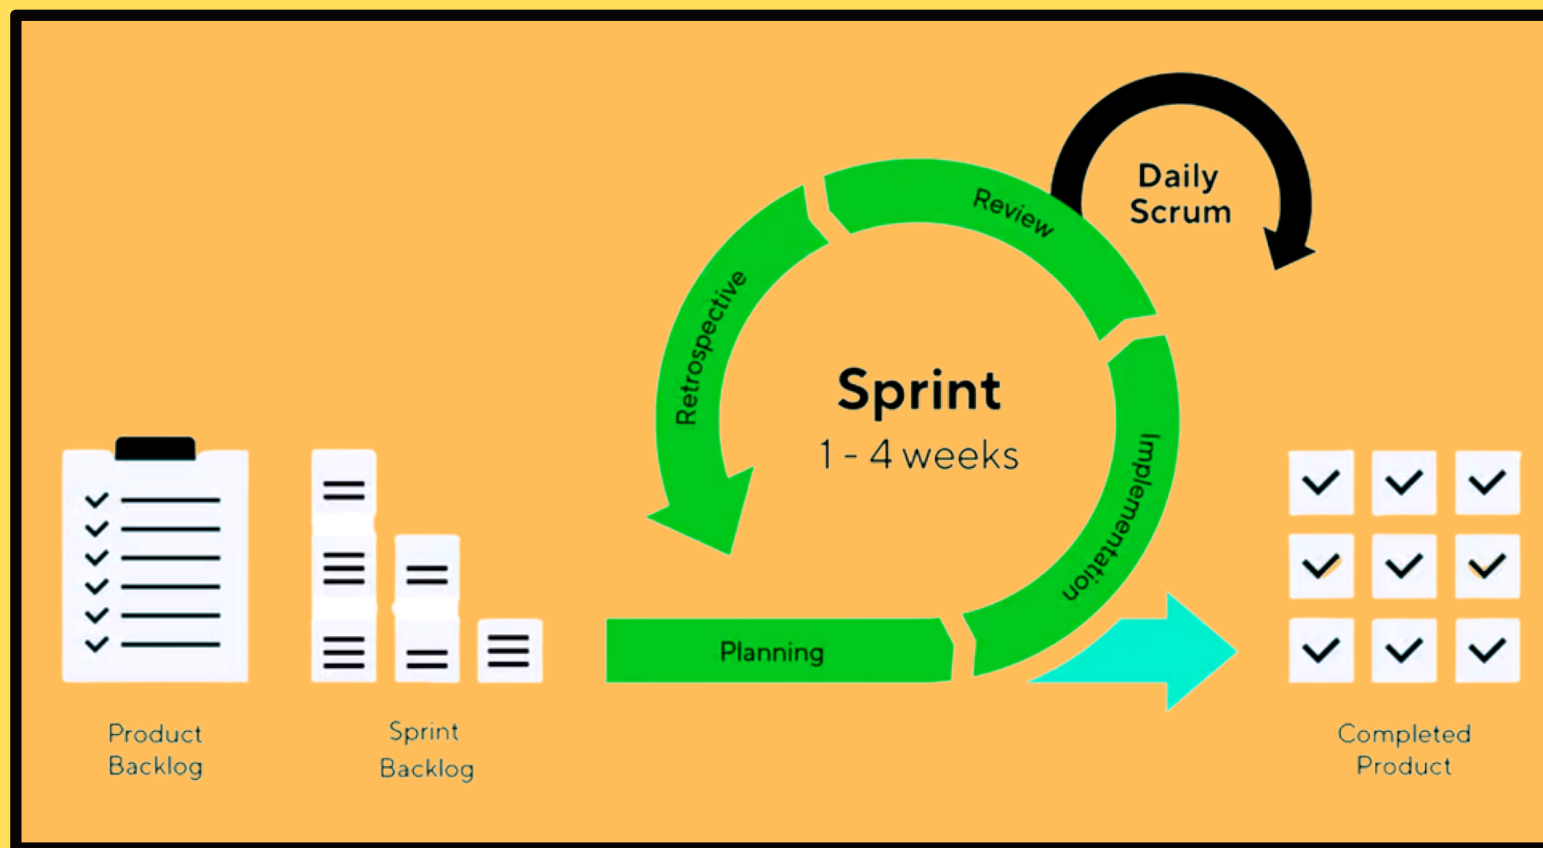 Daily
Scrum
Review
Retrospective
Sprint
1 - 4 weeks
Implementation
Planning
Product
Backlog
Sprint
Backlog
Completed
Product